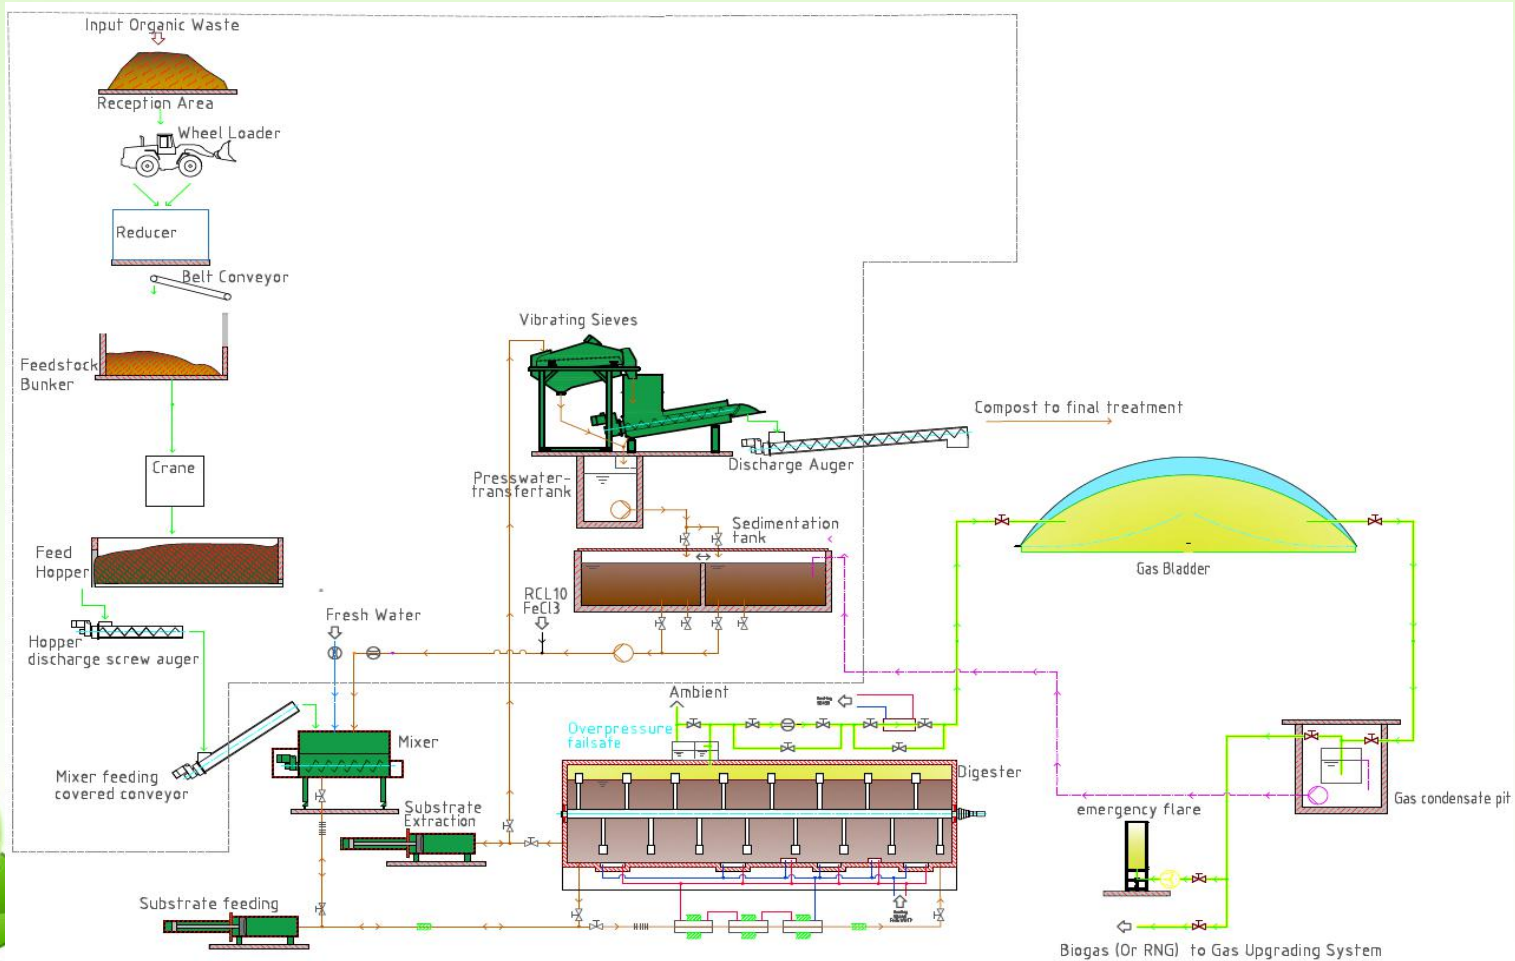 Input Organic Waste
Reception Area
Wheel Loader
Reducer
Belt Conveyor
Feedstock
Bunker
Crane
Feed
Hopper
Hopper
discharge screw auger
Mixer feeding
covered conveyor
Fresh Water
Mixer
Substrate
Extraction
Substrate feeding
Vibrating Sieves
Presswater-
transfertank
Discharge Auger
Compost to final treatment
Sedimentation
tank
RCL10
FeCl3
Ambient
Overpressure
failsafe
Digester
Gas Bladder
Gas condensate pit
emergency flare
Biogas (Or RNG) to Gas Upgrading System